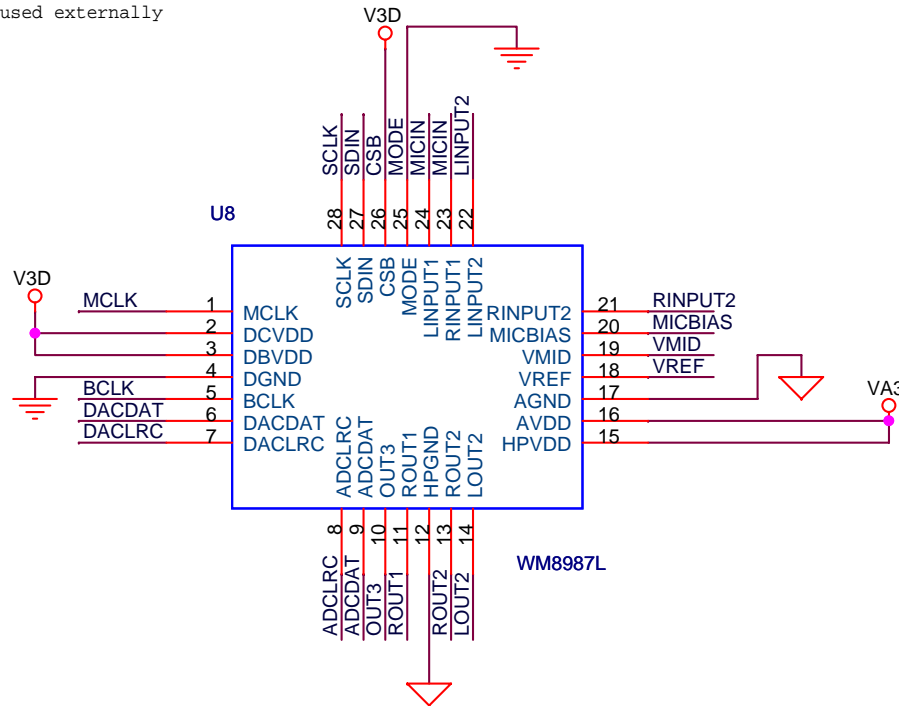 used externally
V3D
SCLK
SDIN
CSB
MODE
MICIN
MICIN
LINPUT2
U8
28
27
26
25
24
23
22
SCLK
SDIN
CSB
MODE
LINPUT1
RINPUT1
LINPUT2
V3D
MCLK 1 MCLK
2 DCVDD
3 DBVDD
4 DGND
BCLK 5 BCLK
DACDAT 6 DACDAT
DACLRC 7 DACLRC
RINPUT2 21 RINPUT2
MICBIAS 20 MICBIAS
VMID 19 VMID
VREF 18 VREF
AGND 17
AVDD 16
HPVDD 15
VA3
ADCLRC
ADCDAT
OUT3
ROUT1
HPGND
ROUT2
LOUT2
8
9
10
11
12
13
14
ADCLRC
ADCDAT
OUT3
ROUT1
ROUT2
LOUT2
WM8987L